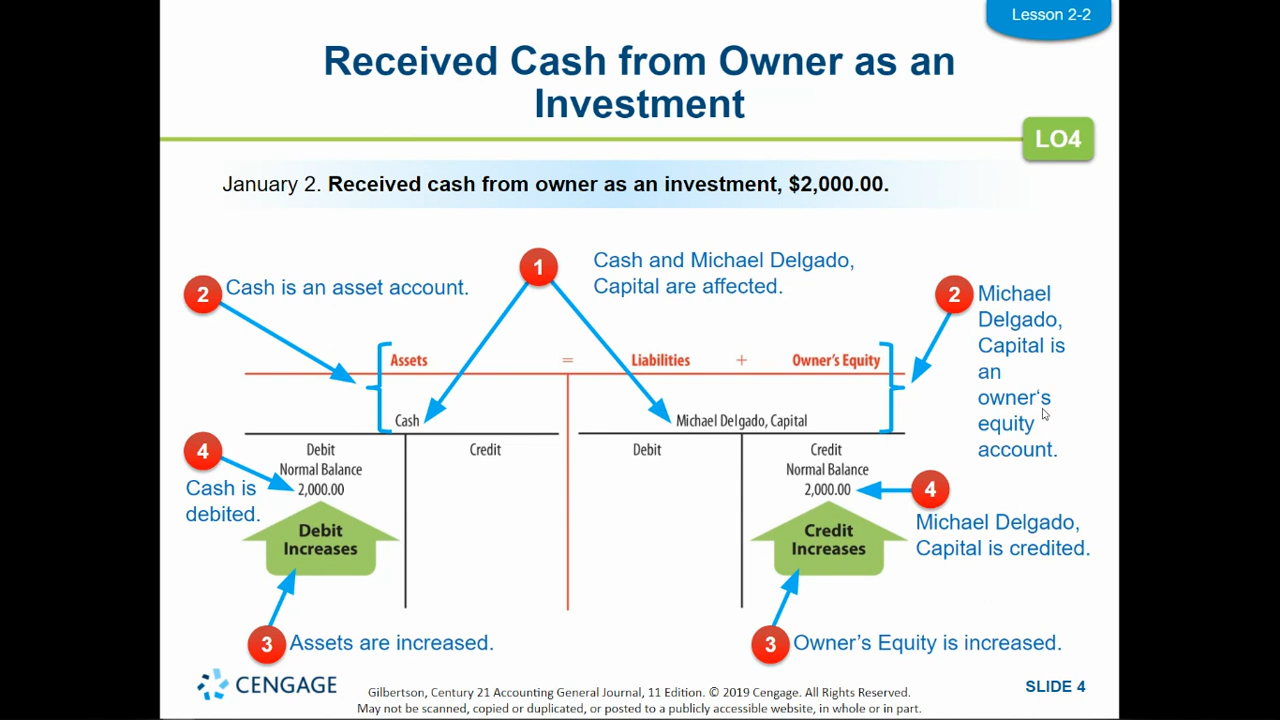 Lesson 2-2
Received Cash from Owner as an
Investment
LO4
January 2. Received cash from owner as an investment, $2,000.00.
1
Cash and Michael Delgado,
Capital are affected.
2
Cash is an asset account.
2
Michael
Delgado,
Capital is
an
owner‘s
equity
account.
Assets = Liabilities + Owner's Equity
Cash
Michael Delgado, Capital
Debit
Normal Balance
2,000.00
Credit
Debit
Credit
Normal Balance
2,000.00
4
Cash is
debited.
4
Michael Delgado,
Capital is credited.
Debit
Increases
Credit
Increases
3
Assets are increased.
3
Owner’s Equity is increased.
CENGAGE
Gilbertson, Century 21 Accounting General Journal, 11 Edition. © 2019 Cengage. All Rights Reserved.
May not be scanned, copied or duplicated, or posted to a publicly accessible website, in whole or in part.
SLIDE 4